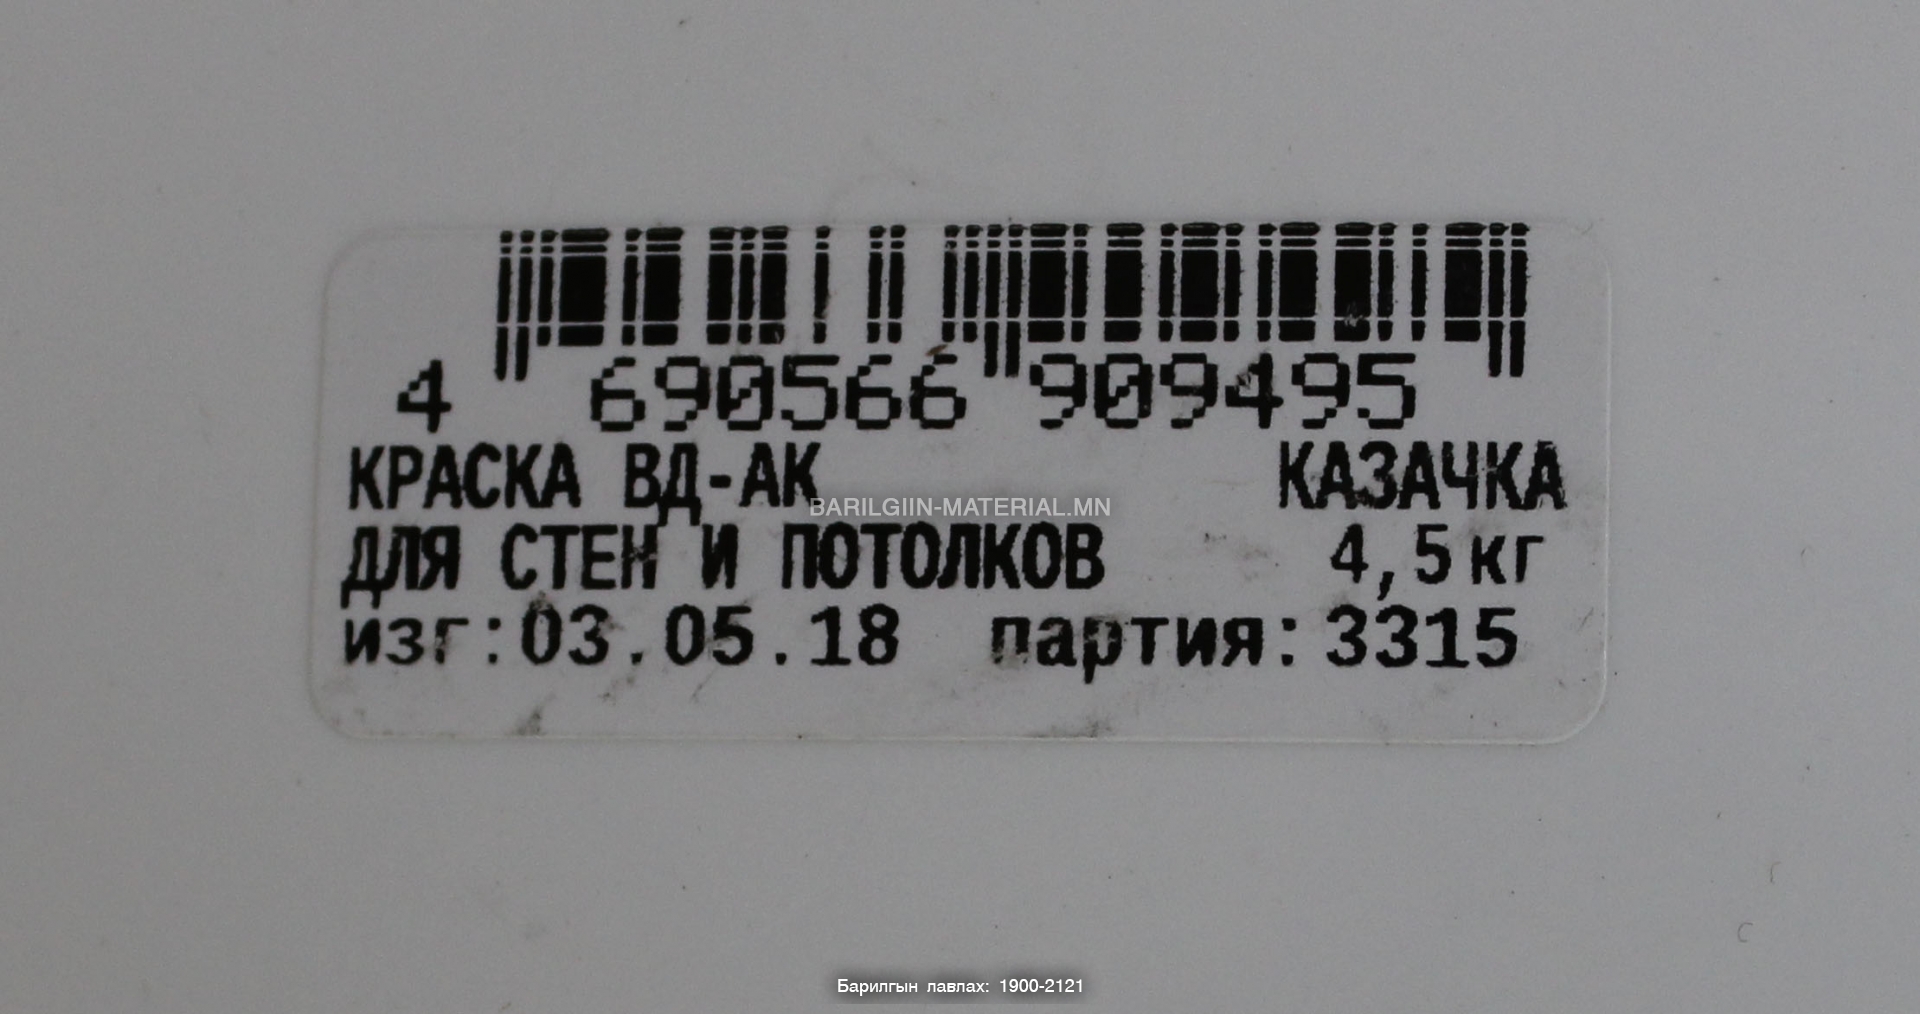 4 690566 909495
КРАСКА ВД-АК КАЗАЧКА
BARILGIIN-MATERIAL.MN
ДЛЯ СТЕН И ПОТОЛКОВ 4,5кг
изг:03.05.18 партия:3315
Барилгын лавлах: 1900-2121